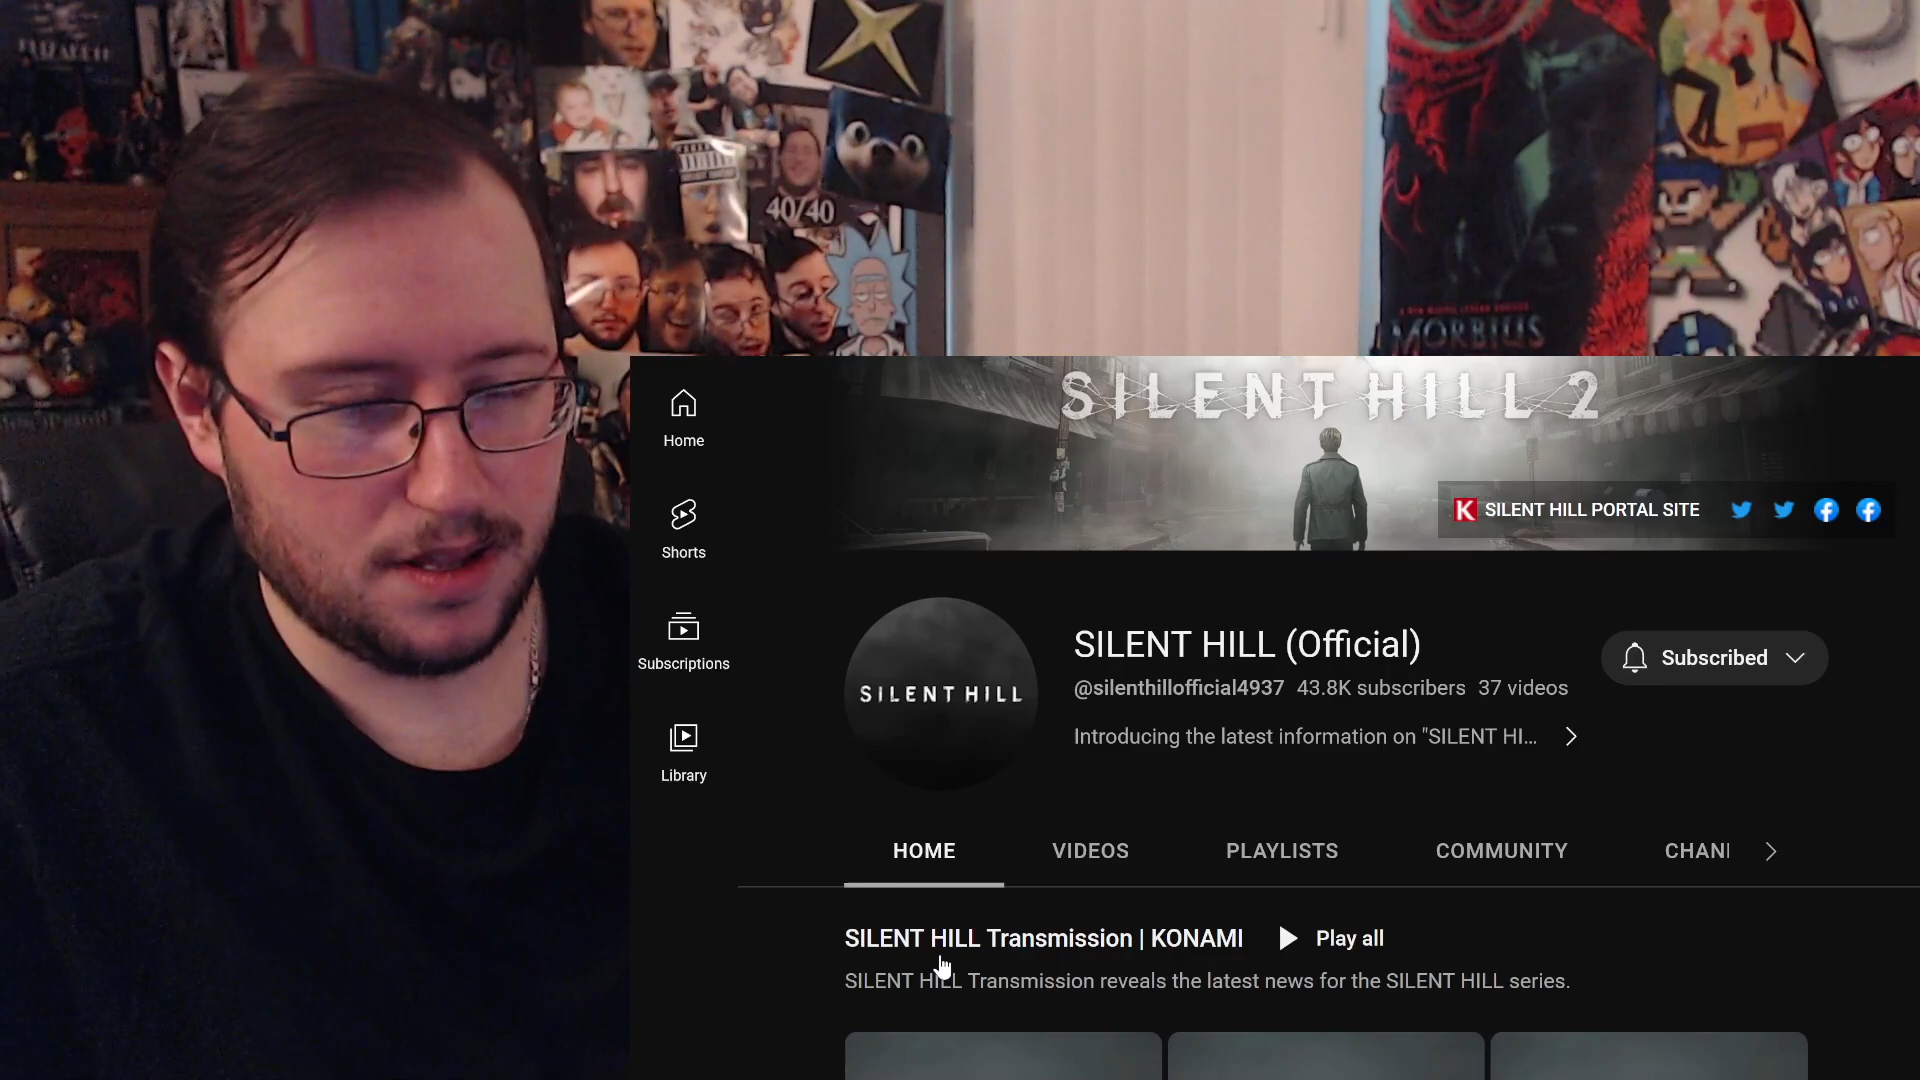 40/40
MORBIUS
SILENT HILL 2
K SILENT HILL PORTAL SITE
Home
Shorts
Subscriptions
Library
SILENT HILL
SILENT HILL (Official)
Subscribed
@silenthillofficial4937 43.8K subscribers 37 videos
Introducing the latest information on "SILENT HI...
HOME VIDEOS PLAYLISTS COMMUNITY CHAN
SILENT HILL Transmission | KONAMI Play all
SILENT HILL Transmission reveals the latest news for the SILENT HILL series.